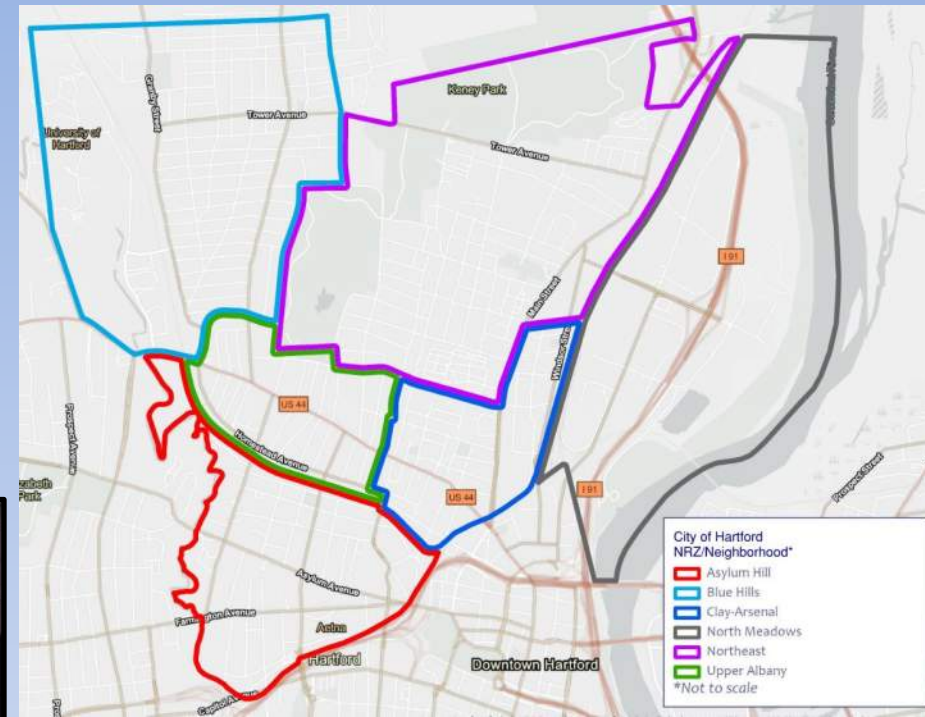 Granby Street
Tower Avenue
Keney Park
University of
Hartford
Tower Avenue
I 91
Main Street
Windsor Street
Prospect Avenue
US 44
Homestead Avenue
zabeth
Park
US 44
I 91
Prospect Street
Asylum Avenue
Farmington Avenue
Aetna
Hartford
Downtown Hartford
Capitol Avenue
City of Hartford
NRZ/Neighborhood*
Asylum Hill
Blue Hills
Clay-Arsenal
North Meadows
Northeast
Upper Albany
*Not to scale